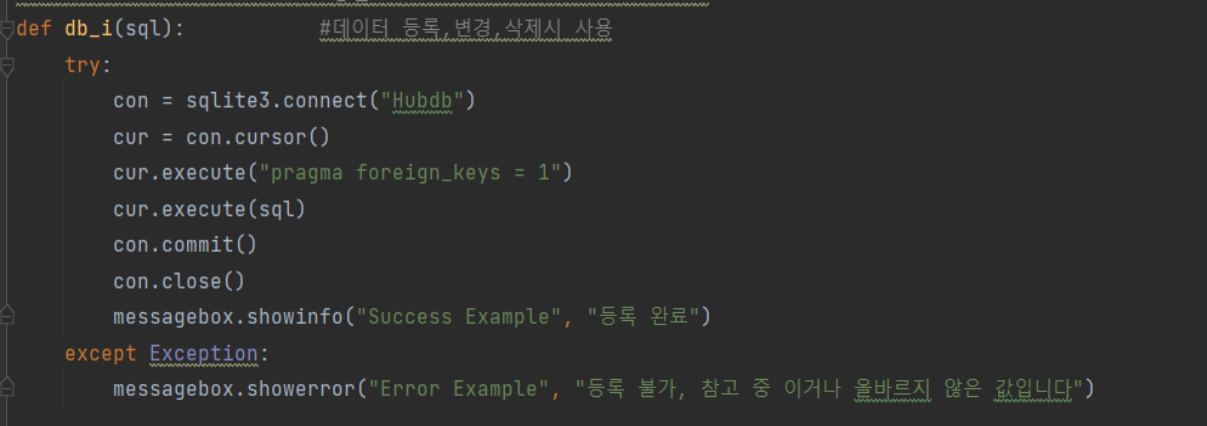 def db_i(sql):            #데이터 등록,변경,삭제시 사용
    try:
        con = sqlite3.connect("Hubdb")
        cur = con.cursor()
        cur.execute("pragma foreign_keys = 1")
        cur.execute(sql)
        con.commit()
        con.close()
        messagebox.showinfo("Success Example", "등록 완료")
    except Exception:
        messagebox.showerror("Error Example", "등록 불가, 참고 중 이거나 올바르지 않은 값입니다")